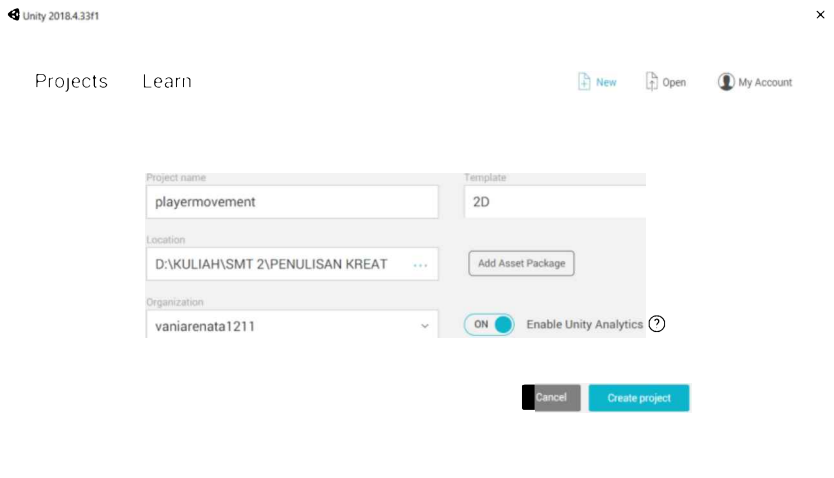 Unity 2018.4.33f1
Projects Learn New Open My Account
Project name Template
playermovement 2D
Location
D:\KULIAH\SMT 2\PENULISAN KREAT ... Add Asset Package
Organization
vaniarenata1211 ON Enable Unity Analytics ?
Cancel Create project